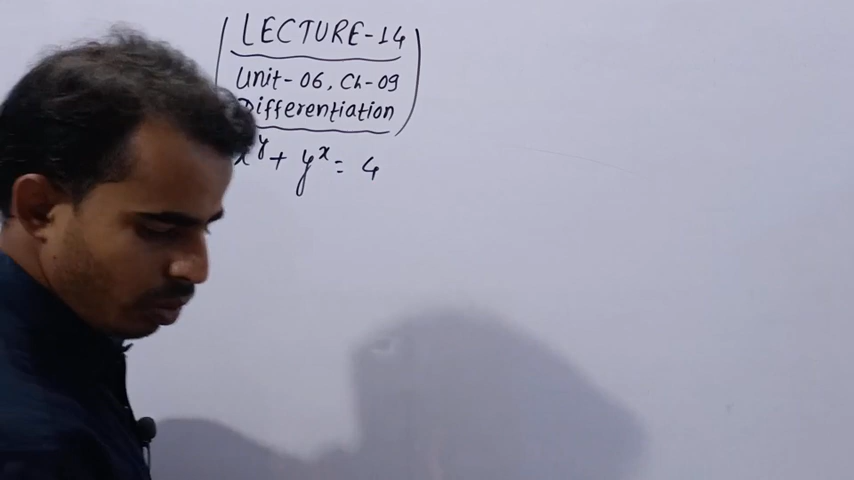 LECTURE-14
Unit-06, Ch-09
Differentiation
x^y + y^x = 4